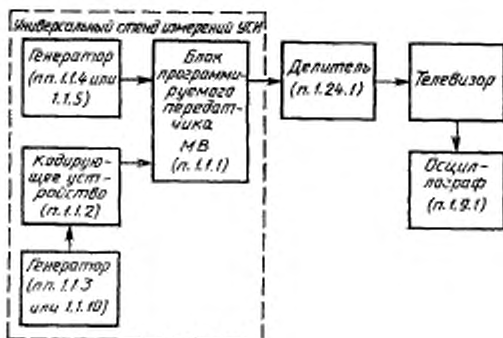 Универсальный стенд измерений УСИ
Генератор
(пп. 1.1.4 или
1.1.5)
Блок
программи-
руемого
передат-
чика
МВ
(п. 1.1.1)
Делитель
(п. 1.24.1)
Телевизор
Кодирую-
щее уст-
ройство
(п. 1.1.2)
Осцил-
лограф
(п. 1.9.1)
Генератор
(пп. 1.1.3
или 1.1.10)